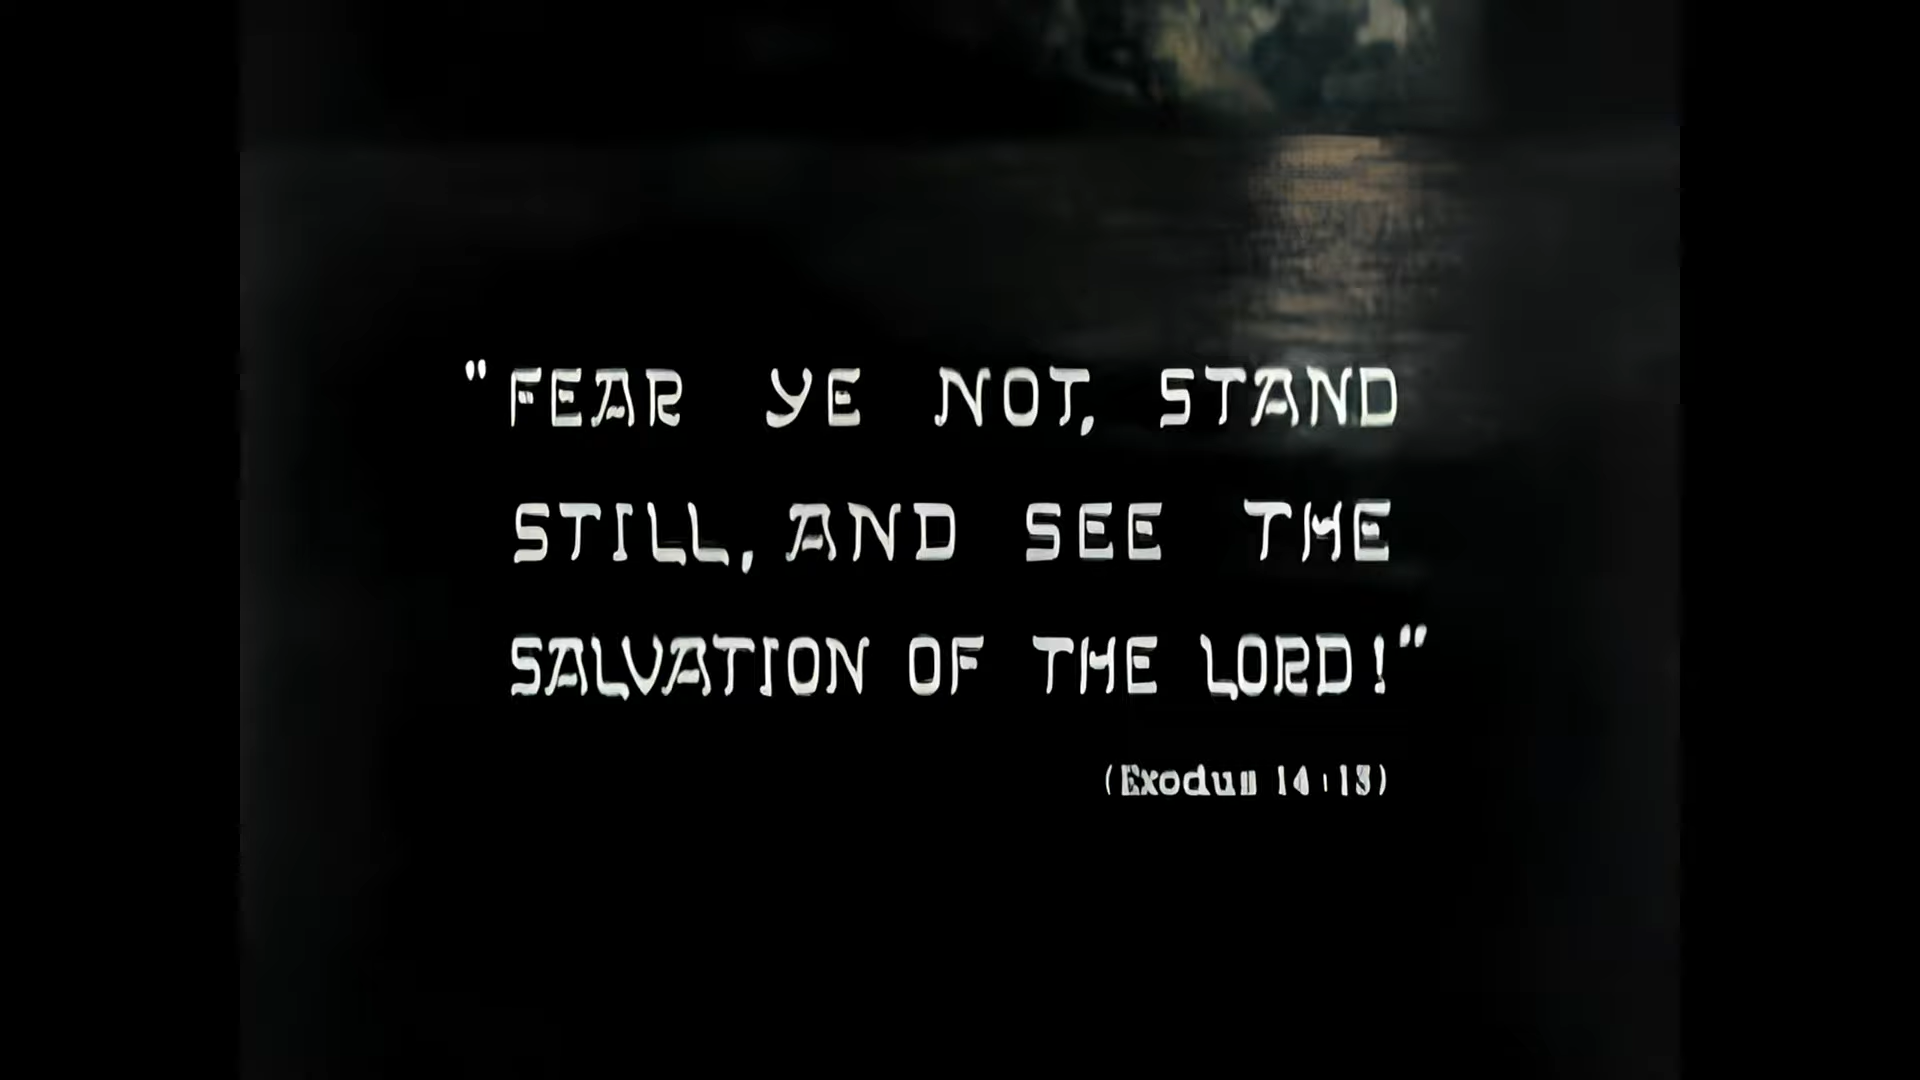 "FEAR YE NOT, STAND
STILL, AND SEE THE
SALVATION OF THE LORD!"
(Exodus 14:13)